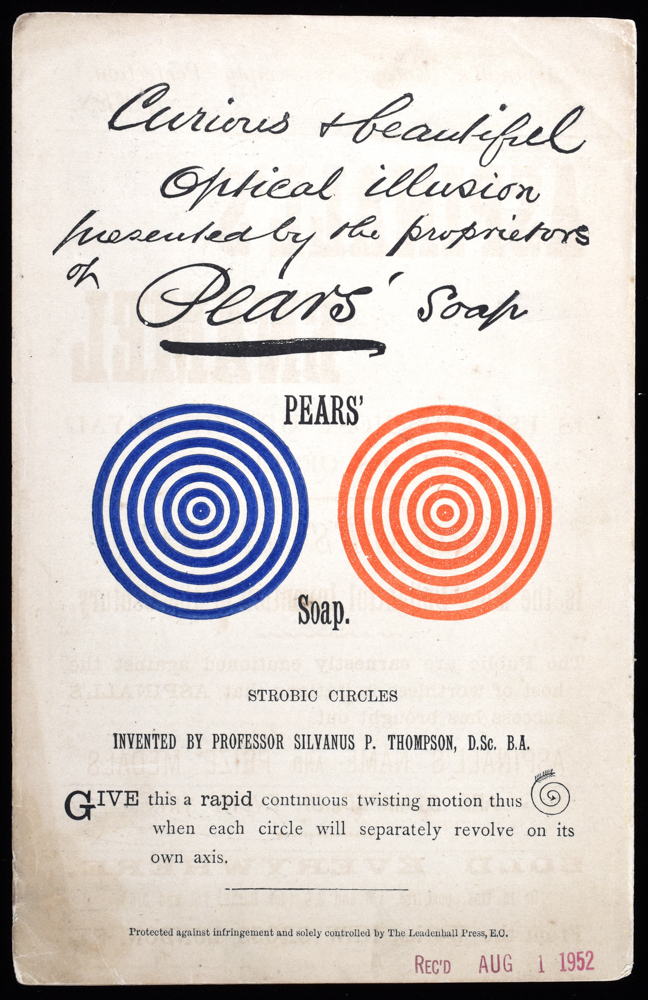 Curious & beautiful
Optical illusion
presented by the proprietors
of Pears' Soap
PEARS'
Soap.
STROBIC CIRCLES
INVENTED BY PROFESSOR SILVANUS P. THOMPSON, D.Sc. B.A.
GIVE this a rapid continuous twisting motion thus
when each circle will separately revolve on its
own axis.
Protected against infringement and solely controlled by The Leadenhall Press, E.C.
REC'D AUG 1 1952